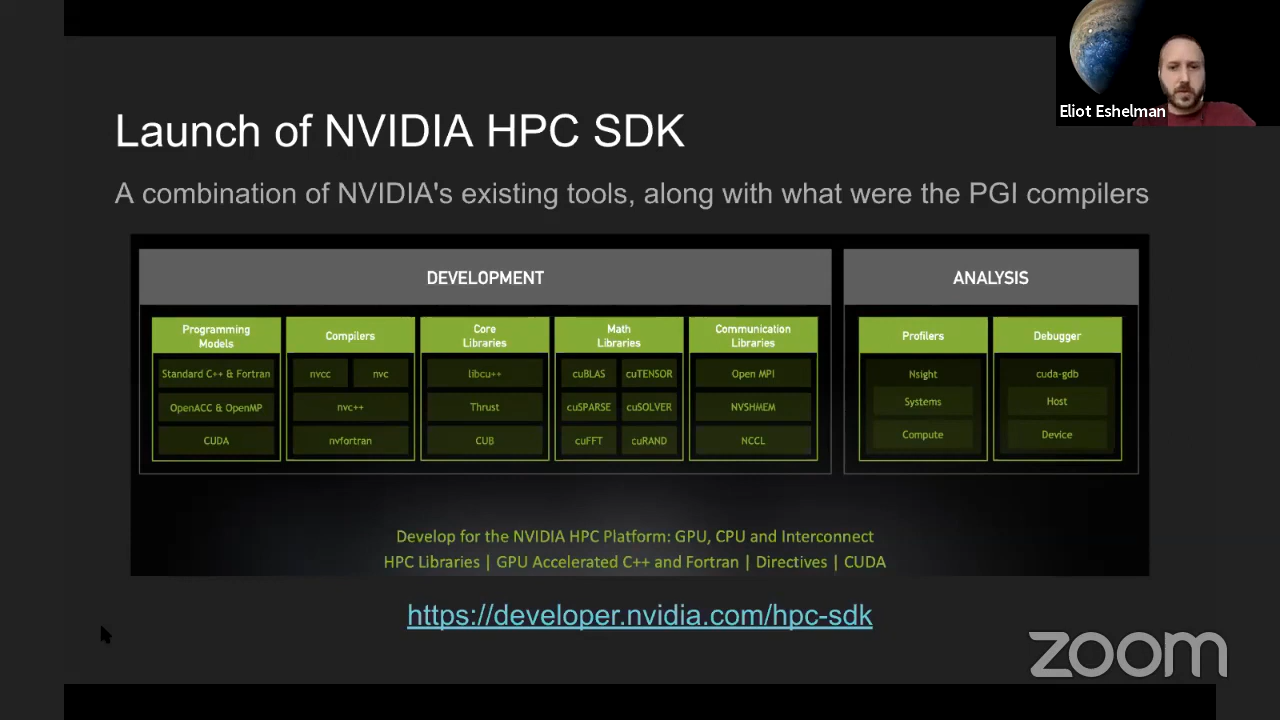 Eliot Eshelman
Launch of NVIDIA HPC SDK
A combination of NVIDIA's existing tools, along with what were the PGI compilers
DEVELOPMENT
Programming
Models
Standard C++ & Fortran
OpenACC & OpenMP
CUDA
Compilers
nvcc
nvc
nvc++
nvfortran
Core
Libraries
libcu++
Thrust
CUB
Math
Libraries
cuBLAS
cuTENSOR
cuSPARSE
cuSOLVER
cuFFT
cuRAND
Communication
Libraries
Open MPI
NVSHMEM
NCCL
ANALYSIS
Profilers
Nsight
Systems
Compute
Debugger
cuda-gdb
Host
Device
Develop for the NVIDIA HPC Platform: GPU, CPU and Interconnect
HPC Libraries | GPU Accelerated C++ and Fortran | Directives | CUDA
https://developer.nvidia.com/hpc-sdk
zoom